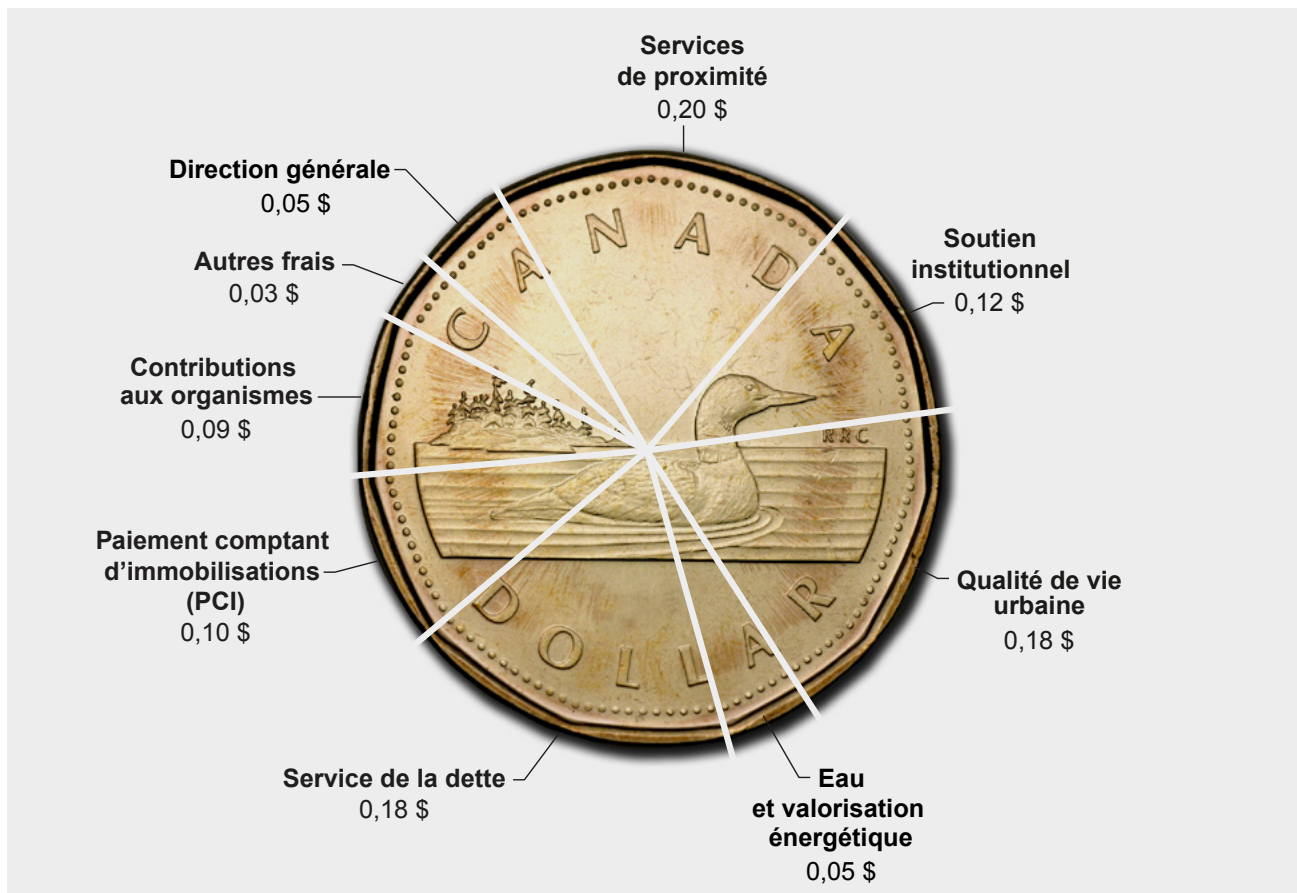 Services
de proximité
0,20 $
Direction générale
0,05 $
Autres frais
0,03 $
Contributions
aux organismes
0,09 $
Paiement comptant
d’immobilisations
(PCI)
0,10 $
Service de la dette
0,18 $
Eau
et valorisation
énergétique
0,05 $
Qualité de vie
urbaine
0,18 $
Soutien
institutionnel
0,12 $
CANADA
RRC
DOLLAR